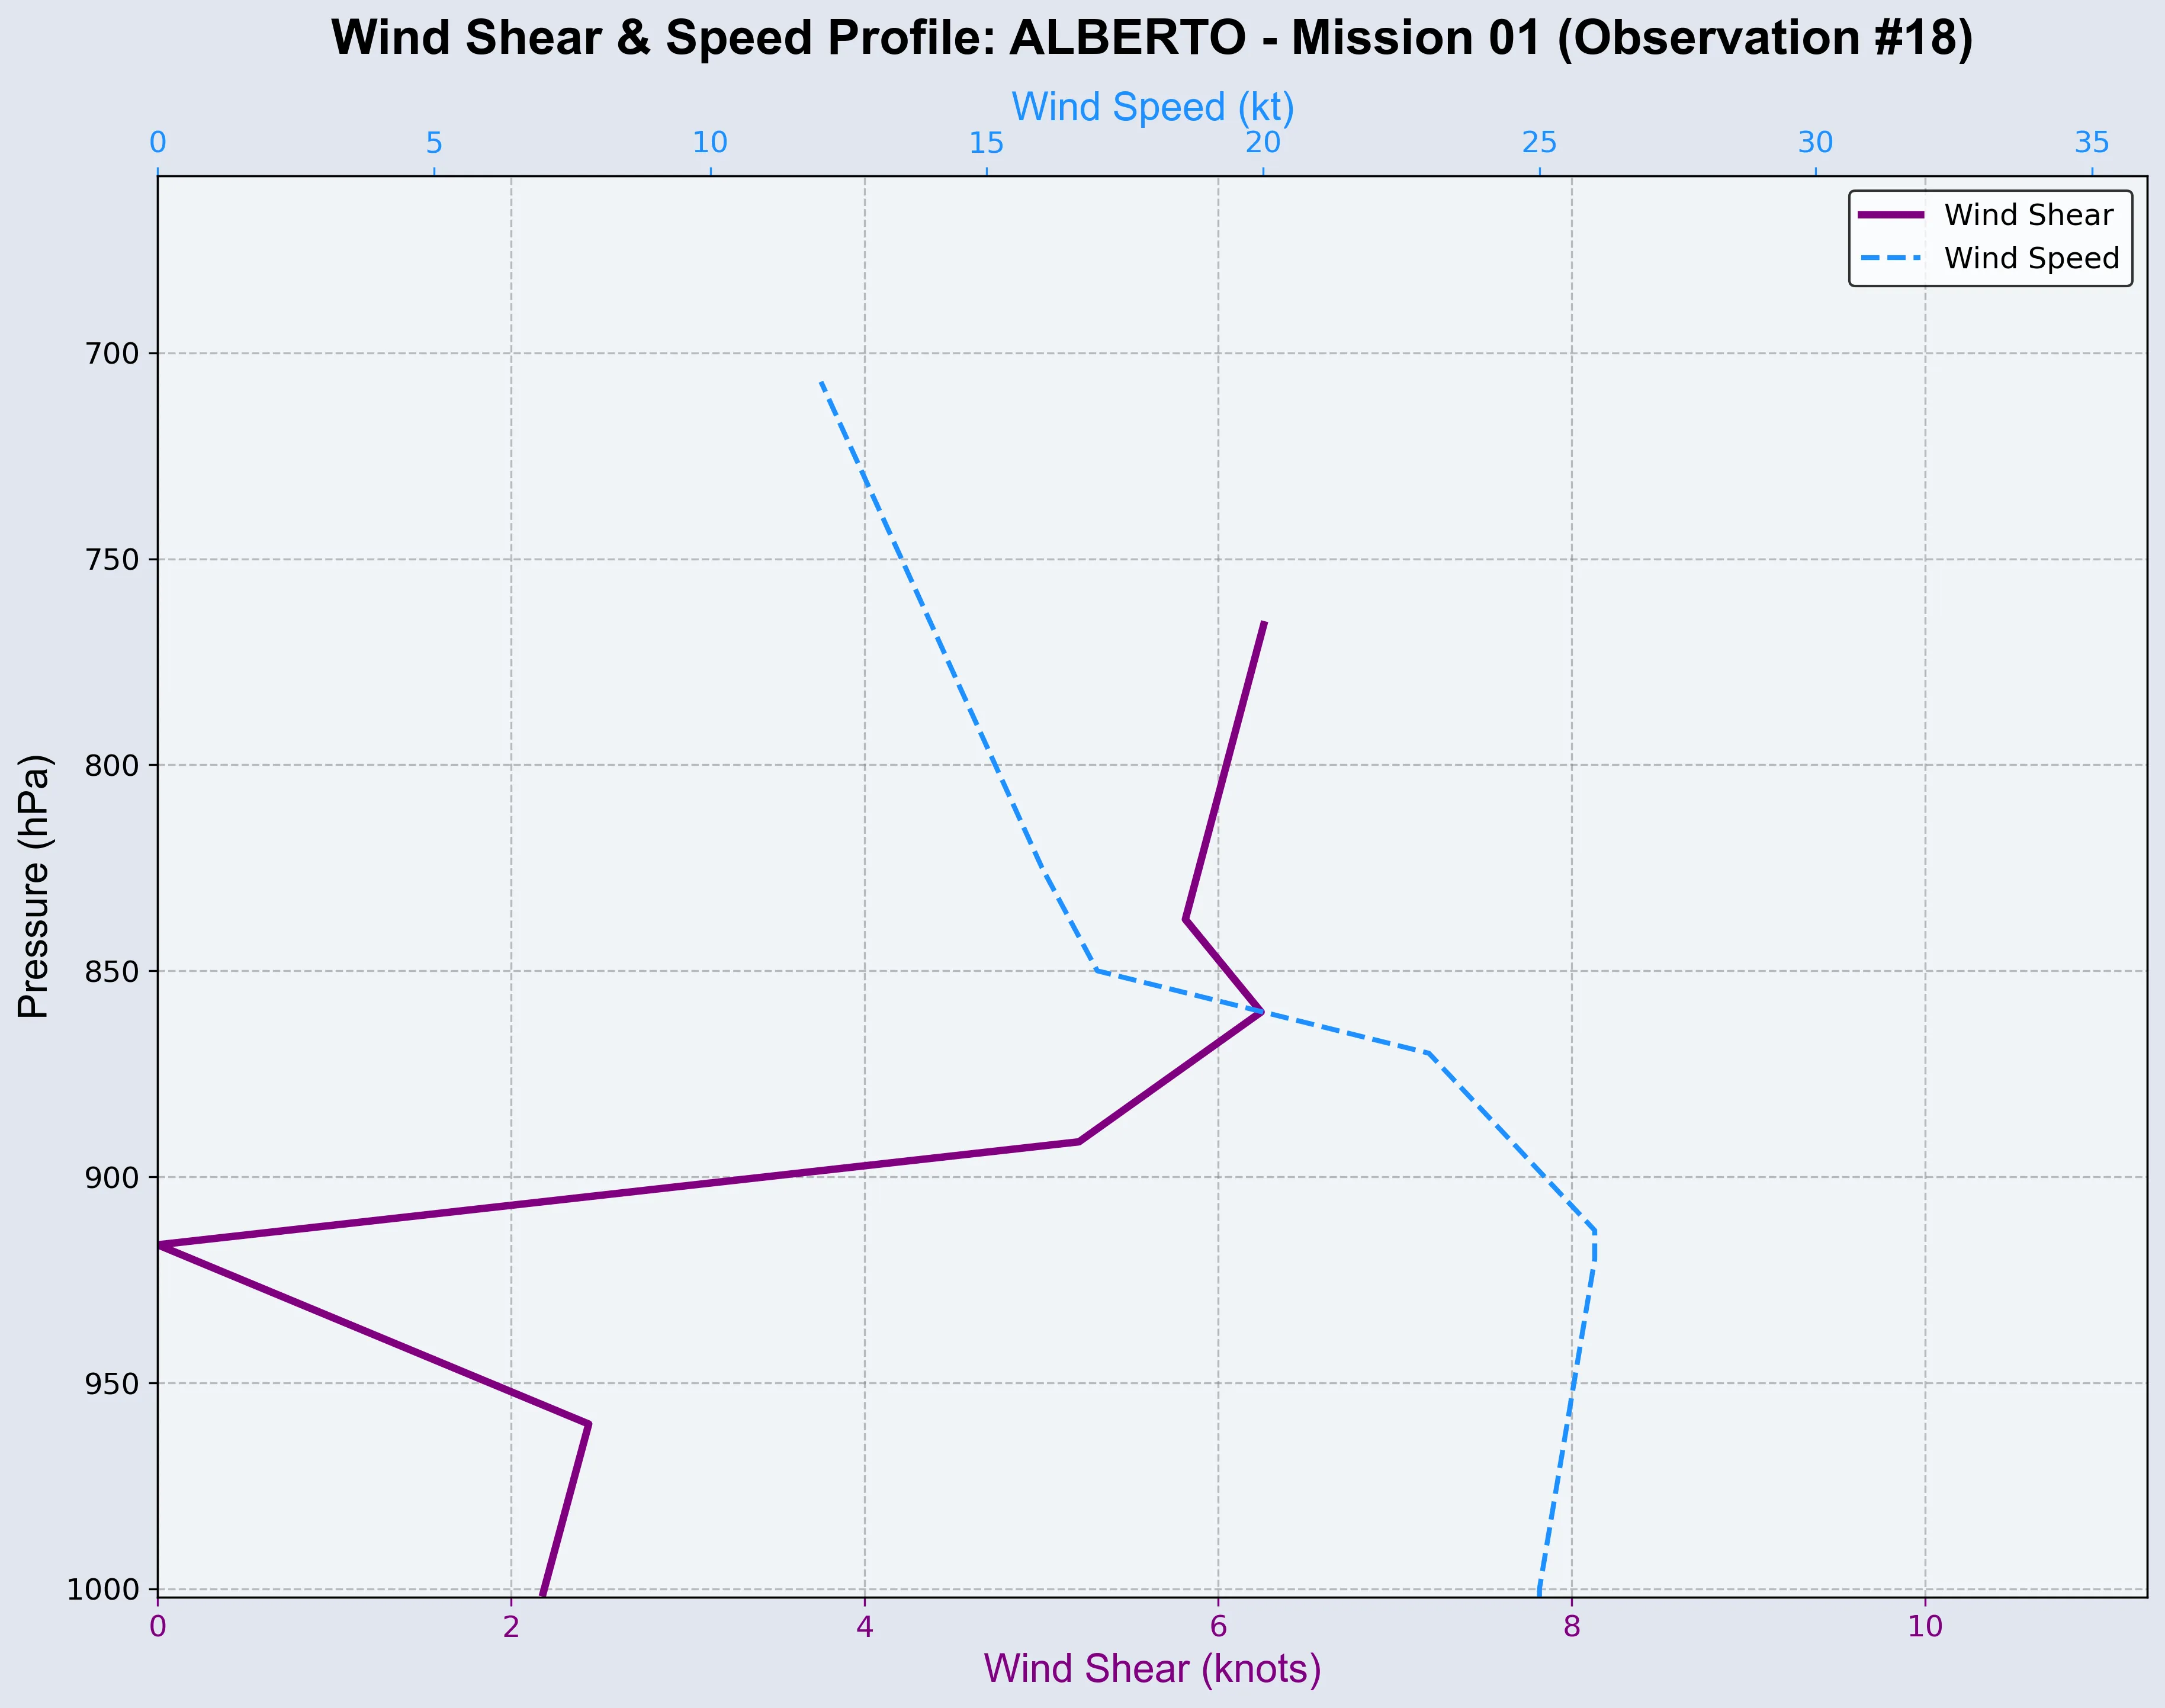 Wind Shear & Speed Profile: ALBERTO - Mission 01 (Observation #18)
Wind Speed (kt)
0 5 10 15 20 25 30 35
Wind Shear
Wind Speed
Pressure (hPa)
700
750
800
850
900
950
1000
0 2 4 6 8 10
Wind Shear (knots)